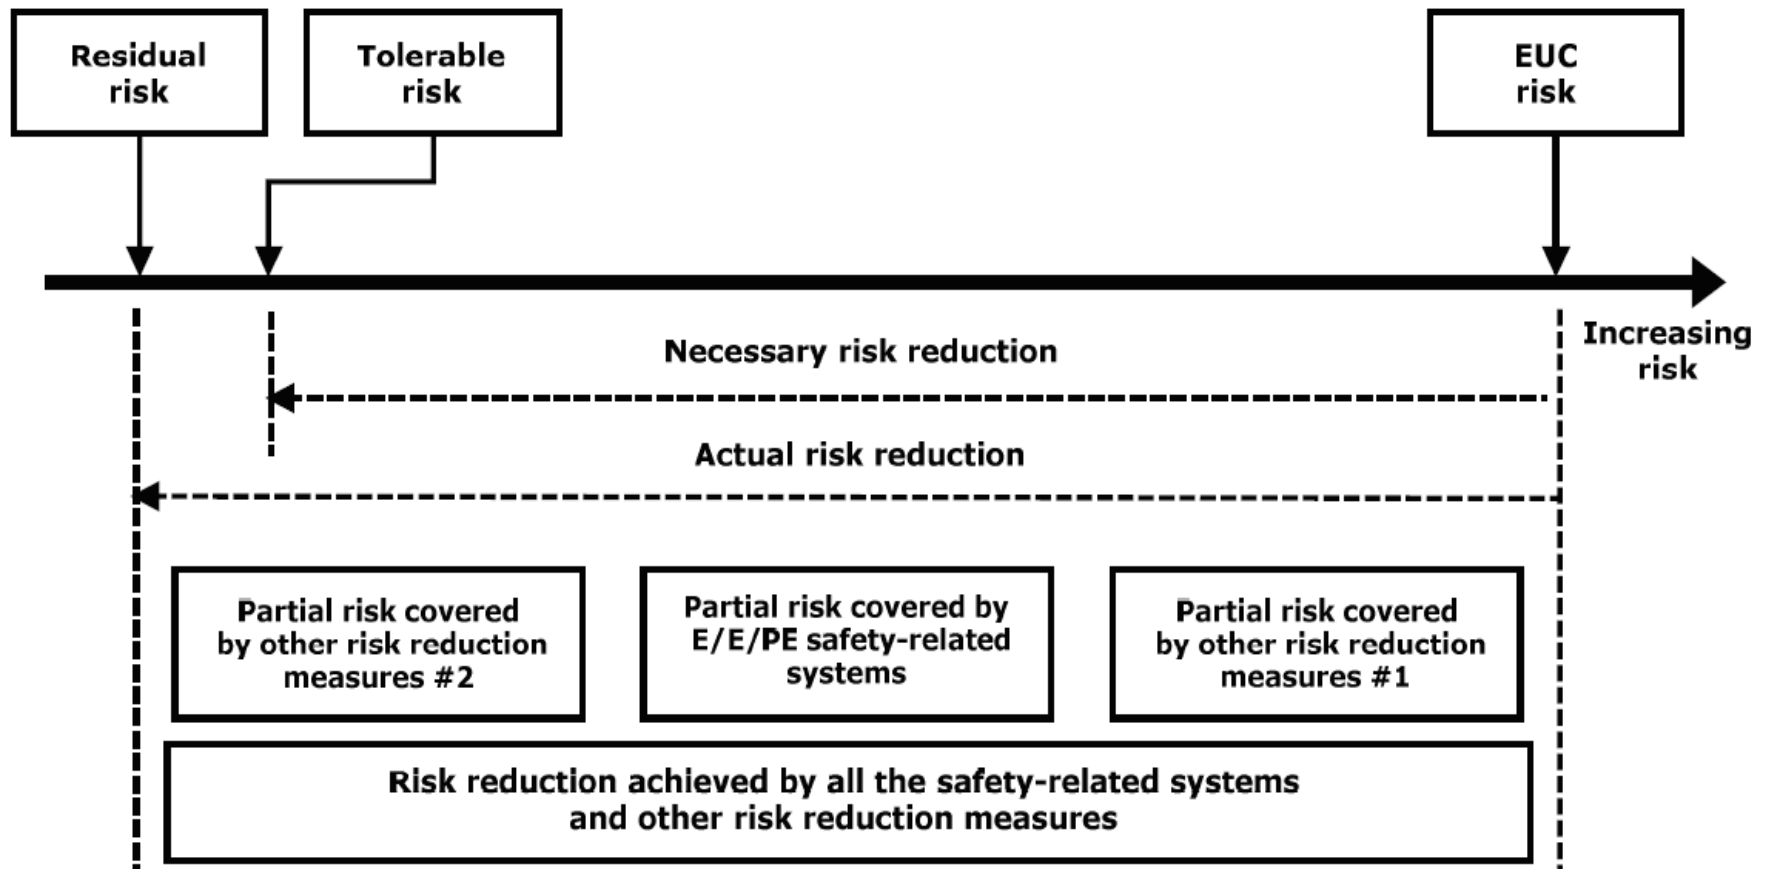 Residual
risk
Tolerable
risk
EUC
risk
Increasing
risk
Necessary risk reduction
Actual risk reduction
Partial risk covered
by other risk reduction
measures #2
Partial risk covered by
E/E/PE safety-related
systems
Partial risk covered
by other risk reduction
measures #1
Risk reduction achieved by all the safety-related systems
and other risk reduction measures